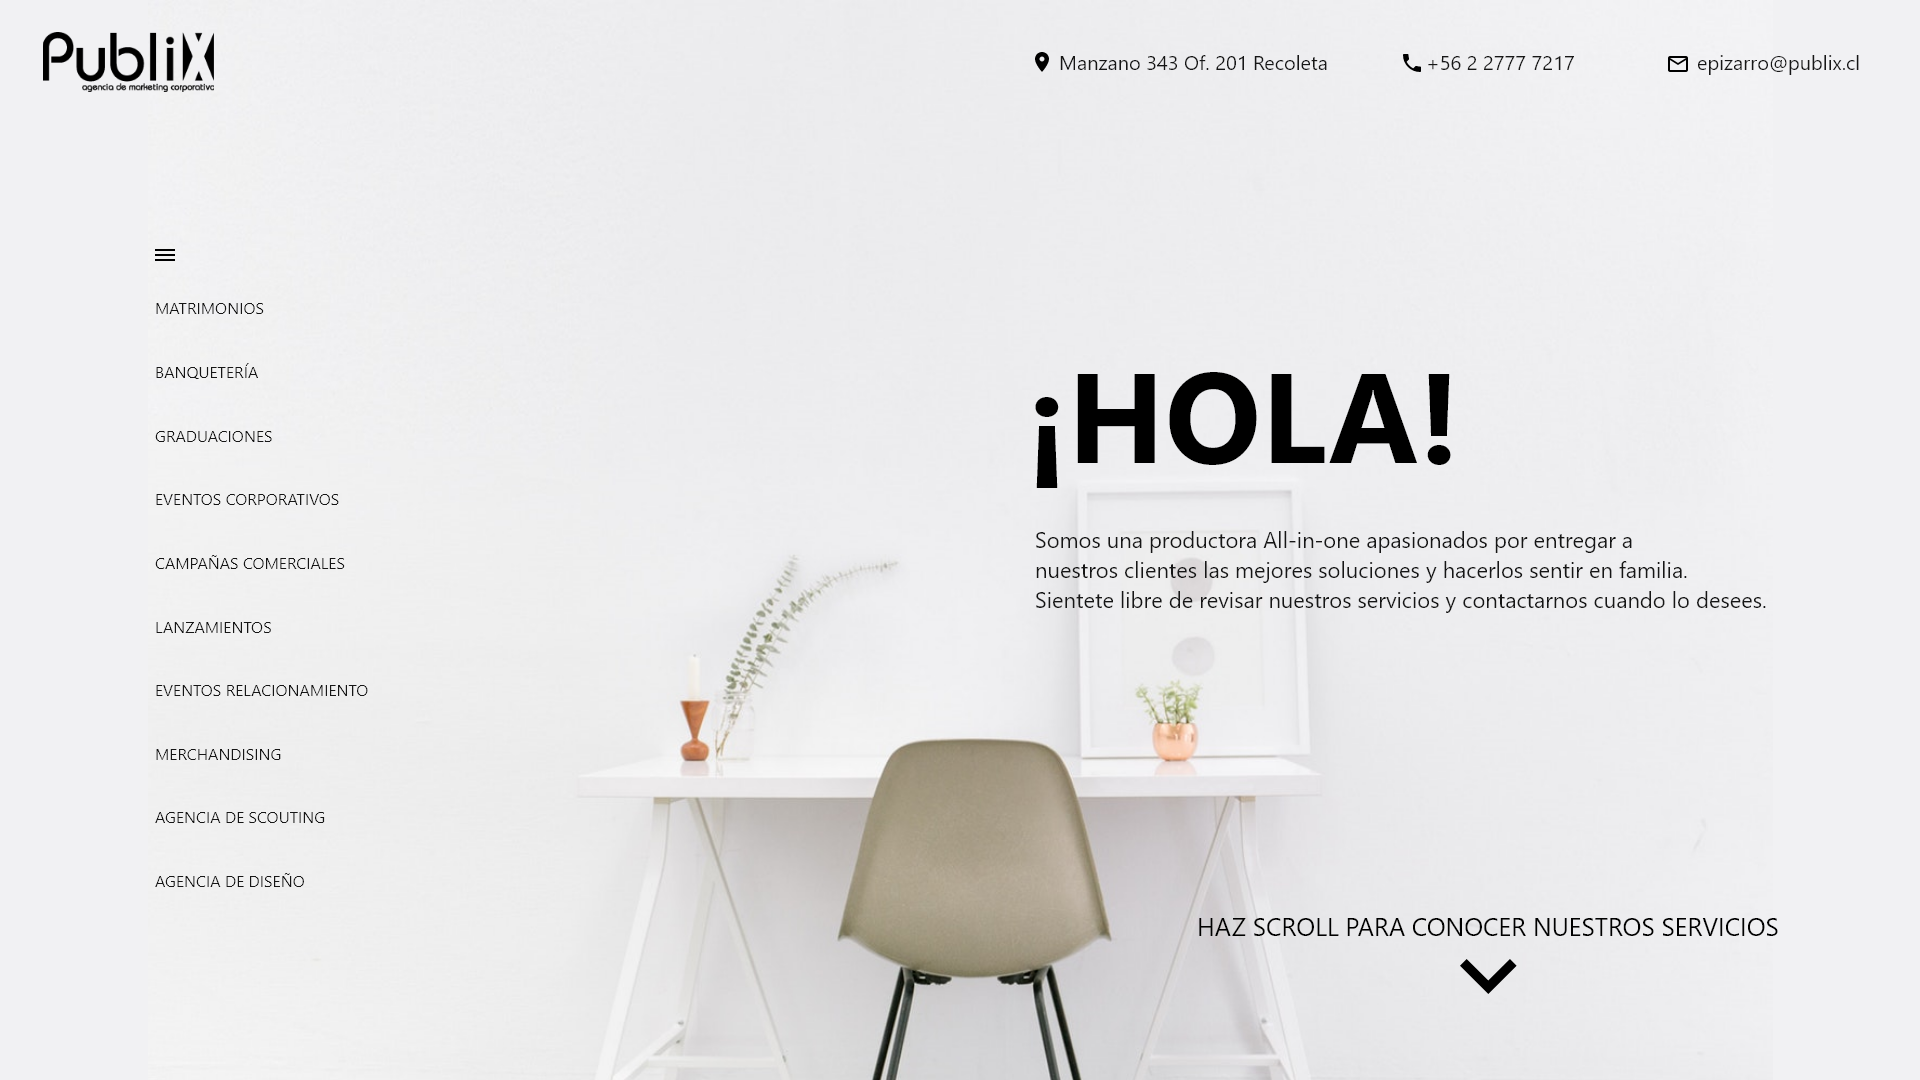 PubliX
agencia de marketing corporativo
Manzano 343 Of. 201 Recoleta
+56 2 2777 7217
epizarro@publix.cl
MATRIMONIOS
BANQUETERÍA
GRADUACIONES
EVENTOS CORPORATIVOS
CAMPAÑAS COMERCIALES
LANZAMIENTOS
EVENTOS RELACIONAMIENTO
MERCHANDISING
AGENCIA DE SCOUTING
AGENCIA DE DISEÑO
¡HOLA!
Somos una productora All-in-one apasionados por entregar a
nuestros clientes las mejores soluciones y hacerlos sentir en familia.
Sientete libre de revisar nuestros servicios y contactarnos cuando lo desees.
HAZ SCROLL PARA CONOCER NUESTROS SERVICIOS